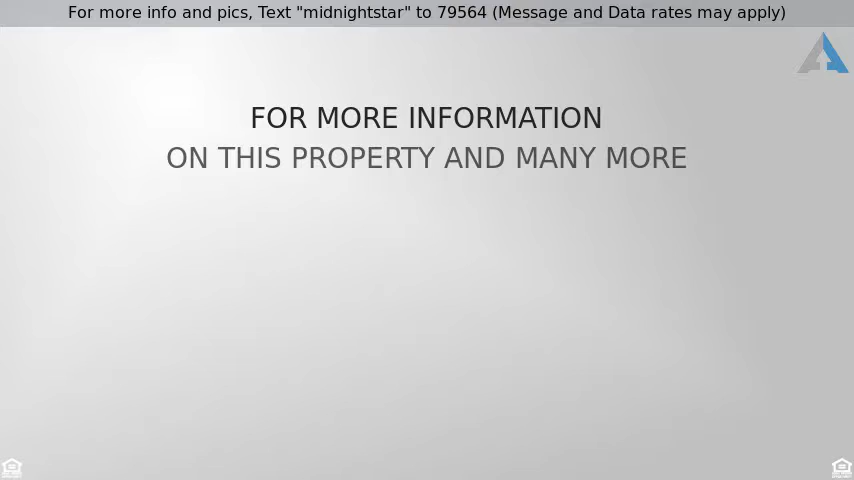 For more info and pics, Text "midnightstar" to 79564 (Message and Data rates may apply)
FOR MORE INFORMATION
ON THIS PROPERTY AND MANY MORE